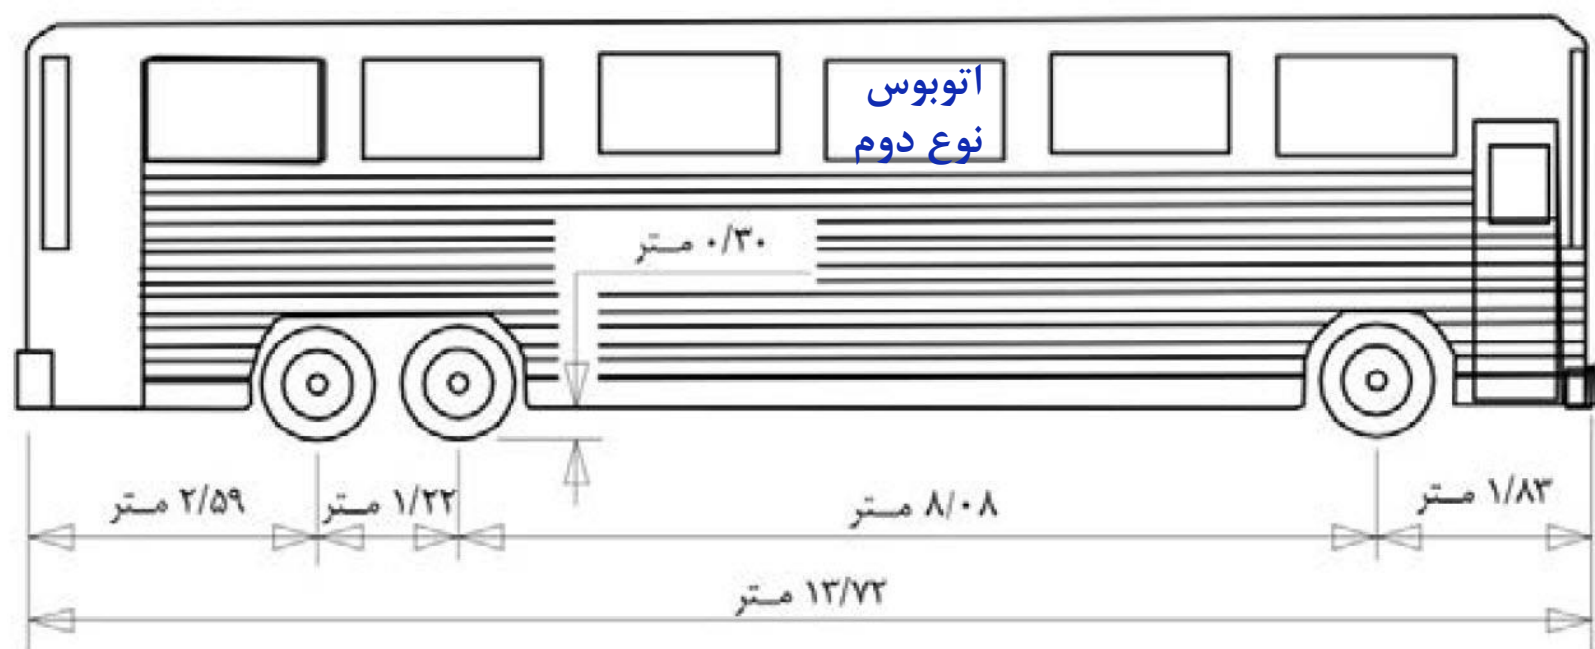 اتوبوس
نوع دوم
۰/۳۰ متر
۲/۵۹ متر
۱/۲۲ متر
۸/۰۸ متر
۱/۸۳ متر
۱۳/۷۲ متر